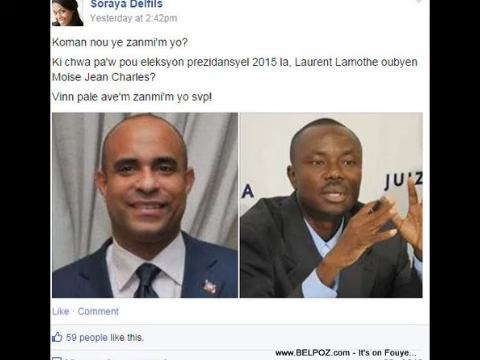 Soraya Delfils
Yesterday at 2:42pm
Koman nou ye zanmi'm yo?
Ki chwa pa'w pou eleksyon prezidansyel 2015 la, Laurent Lamothe oubyen
Moise Jean Charles?
Vinn pale ave'm zanmi'm yo svp!
A
JU'Z
Like · Comment
59 people like this.
www.BELPOZ.com - It's on Fouye...